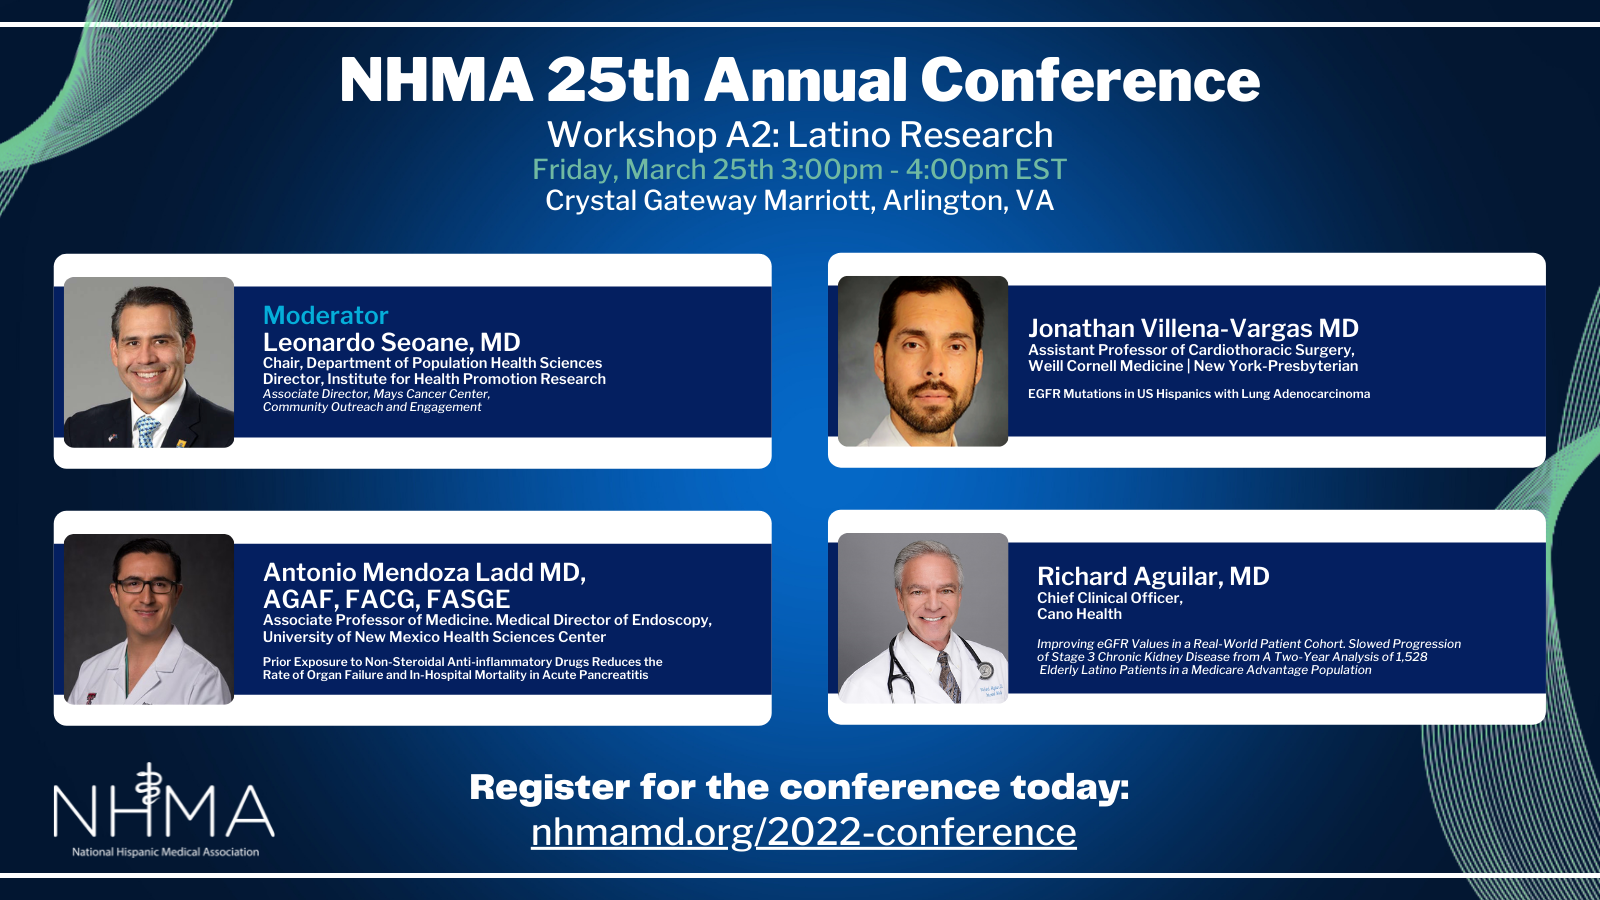 NHMA 25th Annual Conference
Workshop A2: Latino Research
Friday, March 25th 3:00pm - 4:00pm EST
Crystal Gateway Marriott, Arlington, VA
Moderator
Leonardo Seoane, MD
Chair, Department of Population Health Sciences
Director, Institute for Health Promotion Research
Associate Director, Mays Cancer Center,
Community Outreach and Engagement
Jonathan Villena-Vargas MD
Assistant Professor of Cardiothoracic Surgery,
Weill Cornell Medicine | New York-Presbyterian
EGFR Mutations in US Hispanics with Lung Adenocarcinoma
Antonio Mendoza Ladd MD,
AGAF, FACG, FASGE
Associate Professor of Medicine. Medical Director of Endoscopy,
University of New Mexico Health Sciences Center
Prior Exposure to Non-Steroidal Anti-inflammatory Drugs Reduces the
Rate of Organ Failure and In-Hospital Mortality in Acute Pancreatitis
Richard Aguilar, MD
Chief Clinical Officer,
Cano Health
Improving eGFR Values in a Real-World Patient Cohort. Slowed Progression
of Stage 3 Chronic Kidney Disease from A Two-Year Analysis of 1,528
Elderly Latino Patients in a Medicare Advantage Population
NHMA
National Hispanic Medical Association
Register for the conference today:
nhmamd.org/2022-conference